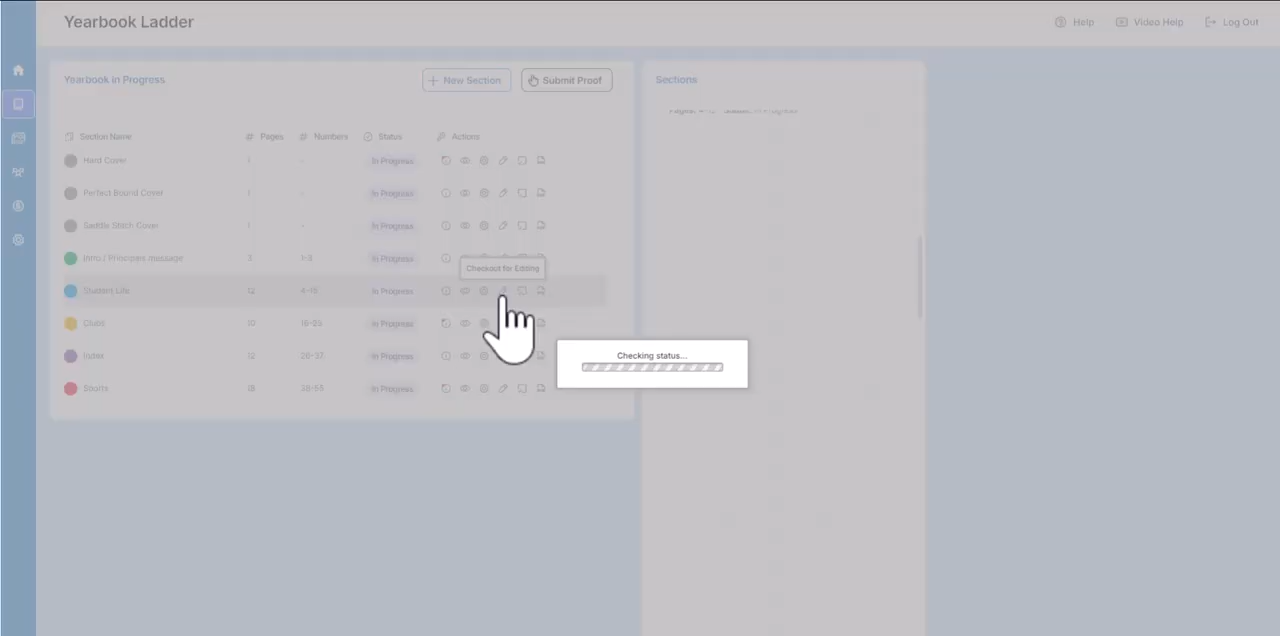 Yearbook Ladder
Help
Video Help
Log Out
Yearbook in Progress
New Section
Submit Proof
Sections
Section Name # Pages # Numbers Status Actions
Hard Cover 1 - In Progress
Perfect Bound Cover 1 - In Progress
Saddle Stitch Cover 1 - In Progress
Intro / Principles message 3 1-3 In Progress
Checkout for Editing
Student Life 12 4-15 In Progress
Clubs 10 16-25 In Progress
Index 12 26-37 In Progress
Sports 18 38-55 In Progress
Checking status...